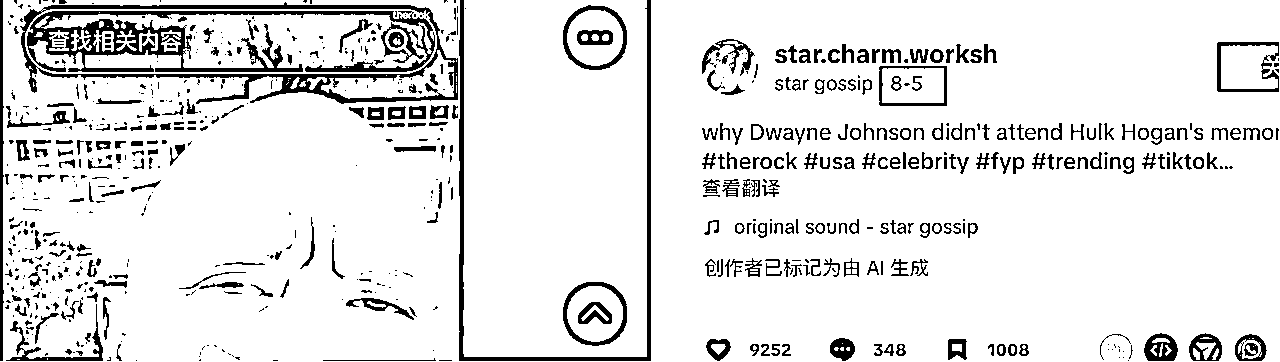 therock
查找相关内容
star.charm.worksh
star gossip · 8-5
why Dwayne Johnson didn't attend Hulk Hogan's memor
#therock #usa #celebrity #fyp #trending #tiktok...
查看翻译
original sound - star gossip
创作者已标记为由 AI 生成
9252
348
1008